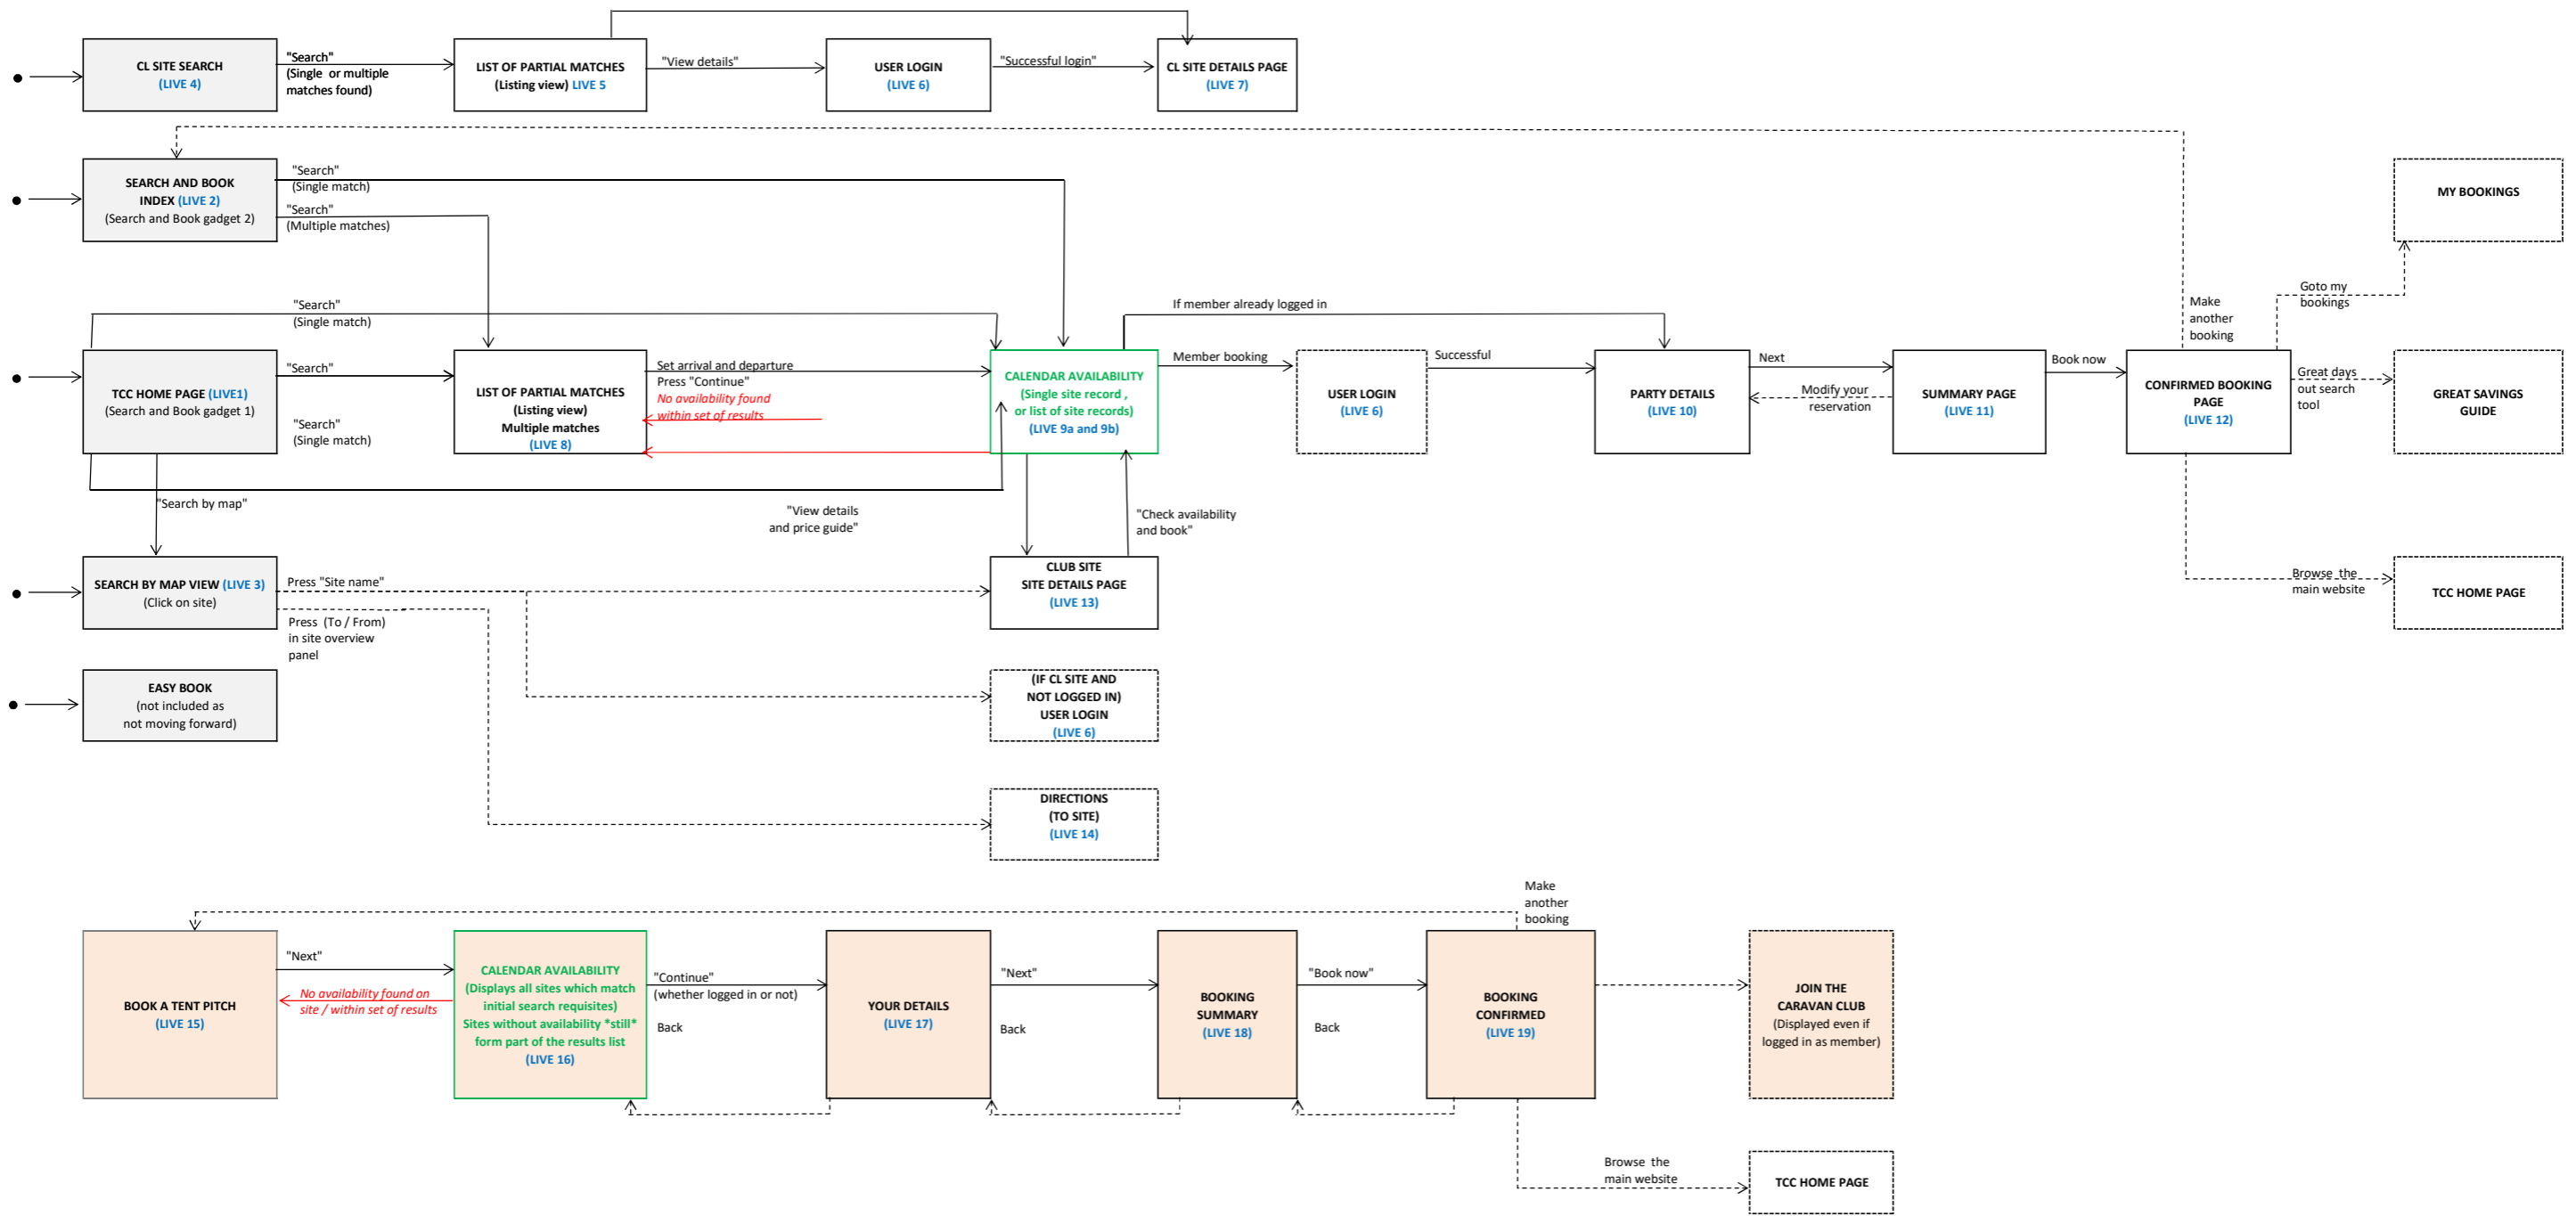 CL SITE SEARCH
(LIVE 4)
"Search"
(Single  or multiple
matches found)
LIST OF PARTIAL MATCHES
(Listing view) LIVE 5
"View details"
USER LOGIN
(LIVE 6)
"Successful login"
CL SITE DETAILS PAGE
(LIVE 7)
SEARCH AND BOOK
INDEX (LIVE 2)
(Search and Book gadget 2)
"Search"
(Single match)
"Search"
(Multiple matches)
MY BOOKINGS
"Search"
(Single match)
If member already logged in
Make
another
booking
Goto my
bookings
TCC HOME PAGE (LIVE1)
(Search and Book gadget 1)
"Search"
"Search"
(Single match)
LIST OF PARTIAL MATCHES
(Listing view)
Multiple matches
(LIVE 8)
Set arrival and departure
Press "Continue"
No availability found
within set of results
CALENDAR AVAILABILITY
(Single site record ,
or list of site records)
(LIVE 9a and 9b)
Member booking
USER LOGIN
(LIVE 6)
Successful
PARTY DETAILS
(LIVE 10)
Next
Modify your
reservation
SUMMARY PAGE
(LIVE 11)
Book now
CONFIRMED BOOKING
PAGE
(LIVE 12)
Great days
out search
tool
GREAT SAVINGS
GUIDE
"Search by map"
"View details
and price guide"
"Check availability
and book"
SEARCH BY MAP VIEW (LIVE 3)
(Click on site)
Press "Site name"
Press  (To / From)
in site overview
panel
CLUB SITE
SITE DETAILS PAGE
(LIVE 13)
Browse  the
main website
TCC HOME PAGE
EASY BOOK
(not included as
not moving forward)
(IF CL SITE AND
NOT LOGGED IN)
USER LOGIN
(LIVE 6)
DIRECTIONS
(TO SITE)
(LIVE 14)
Make
another
booking
BOOK A TENT PITCH
(LIVE 15)
"Next"
No availability found on
site / within set of results
CALENDAR AVAILABILITY
(Displays all sites which match
initial search requisites)
Sites without availability *still*
form part of the results list
(LIVE 16)
"Continue"
(whether logged in or not)
Back
YOUR DETAILS
(LIVE 17)
"Next"
Back
BOOKING
SUMMARY
(LIVE 18)
"Book now"
Back
BOOKING
CONFIRMED
(LIVE 19)
JOIN THE
CARAVAN CLUB
(Displayed even if
logged in as member)
Browse  the
main website
TCC HOME PAGE